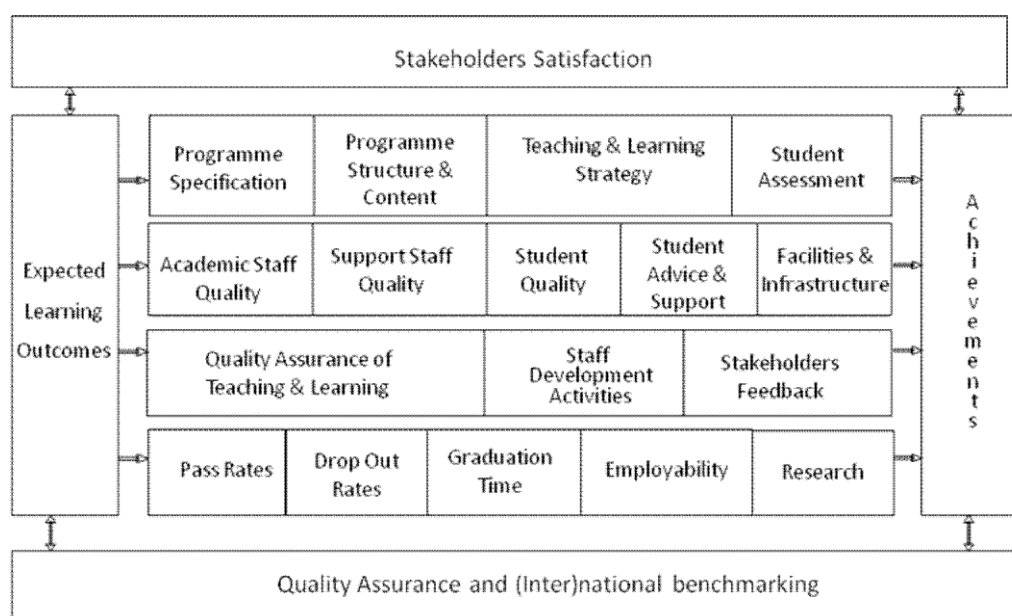 Stakeholders Satisfaction
Expected
Learning
Outcomes
Programme
Specification
Programme
Structure &
Content
Teaching & Learning
Strategy
Student
Assessment
Academic Staff
Quality
Support Staff
Quality
Student
Quality
Student
Advice &
Support
Facilities &
Infrastructure
Quality Assurance of
Teaching & Learning
Staff
Development
Activities
Stakeholders
Feedback
Pass Rates
Drop Out
Rates
Graduation
Time
Employability
Research
Achievements
Quality Assurance and (Inter)national benchmarking